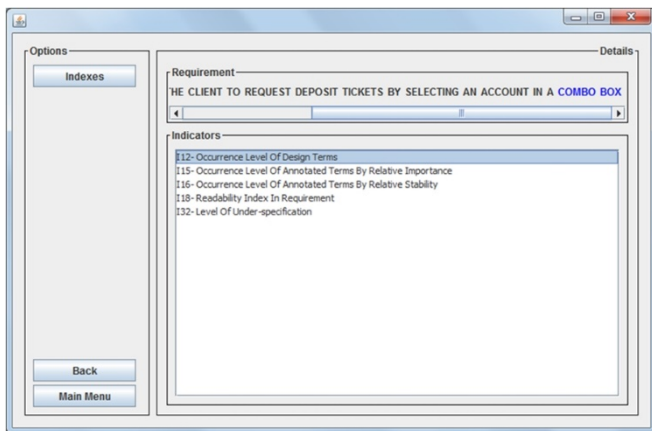 Options
Details
Indexes
Requirement
HE CLIENT TO REQUEST DEPOSIT TICKETS BY SELECTING AN ACCOUNT IN A COMBO BOX
Indicators
I12- Occurrence Level Of Design Terms
I15- Occurrence Level Of Annotated Terms By Relative Importance
I16- Occurrence Level Of Annotated Terms By Relative Stability
I18- Readability Index In Requirement
I32- Level Of Under-specification
Back
Main Menu